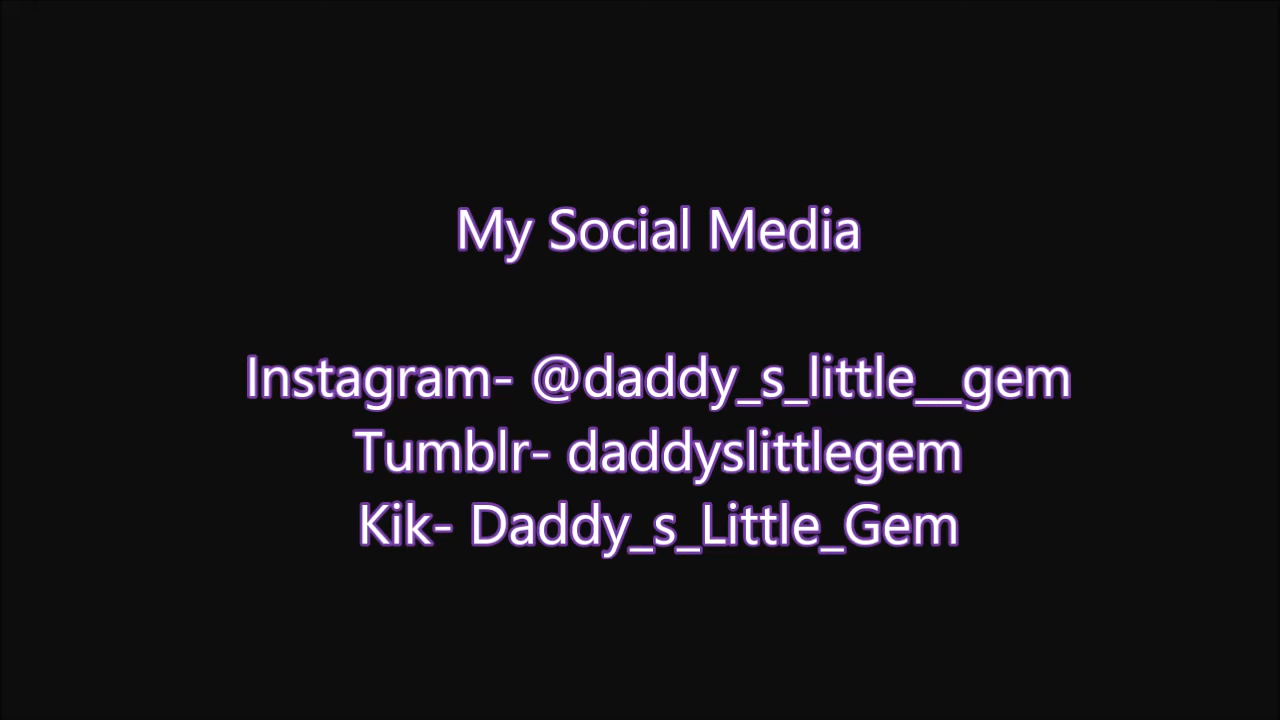 My Social Media
Instagram- @daddy_s_little__gem
Tumblr- daddyslittlegem
Kik- Daddy_s_Little_Gem